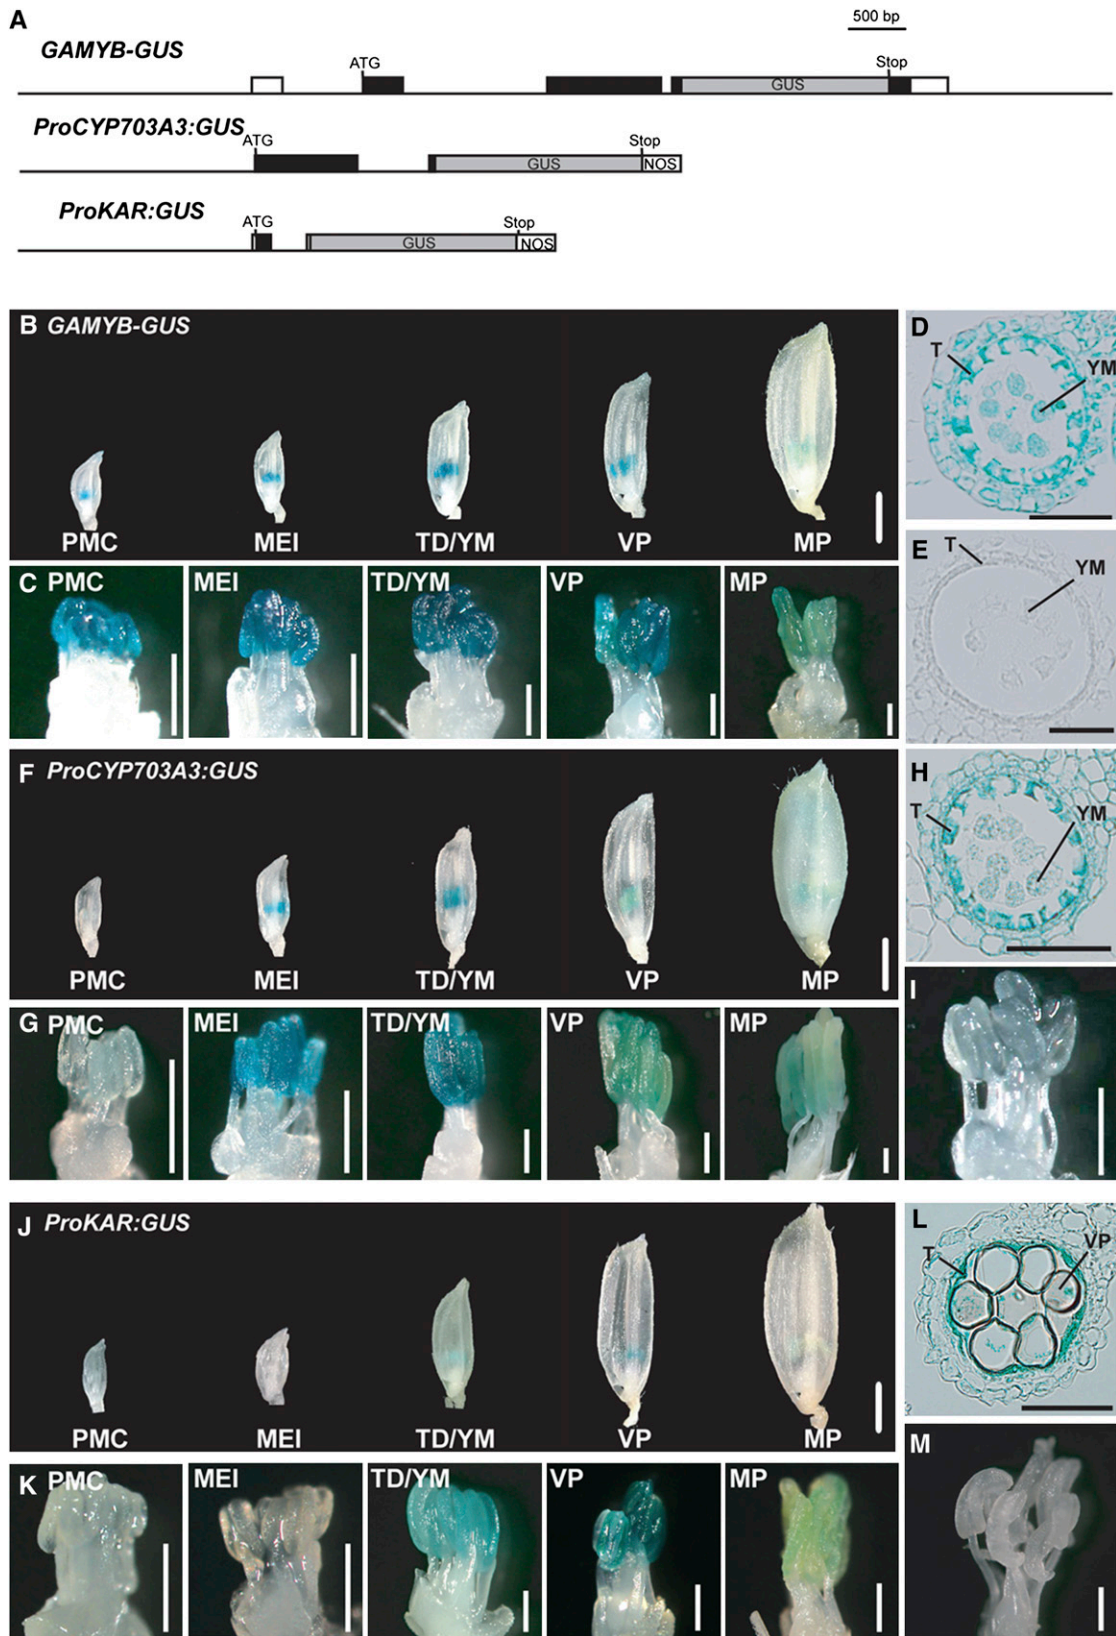 A
500 bp
GAMYB-GUS
ATG
Stop
GUS
ProCYP703A3:GUS
ATG
Stop
GUS
NOS
ProKAR:GUS
ATG
Stop
GUS
NOS
B GAMYB-GUS
PMC MEI TD/YM VP MP
D
T
YM
C PMC MEI TD/YM VP MP
E
T
YM
F ProCYP703A3:GUS
PMC MEI TD/YM VP MP
H
T
YM
G PMC MEI TD/YM VP MP
I
J ProKAR:GUS
PMC MEI TD/YM VP MP
L
T
VP
K PMC MEI TD/YM VP MP
M